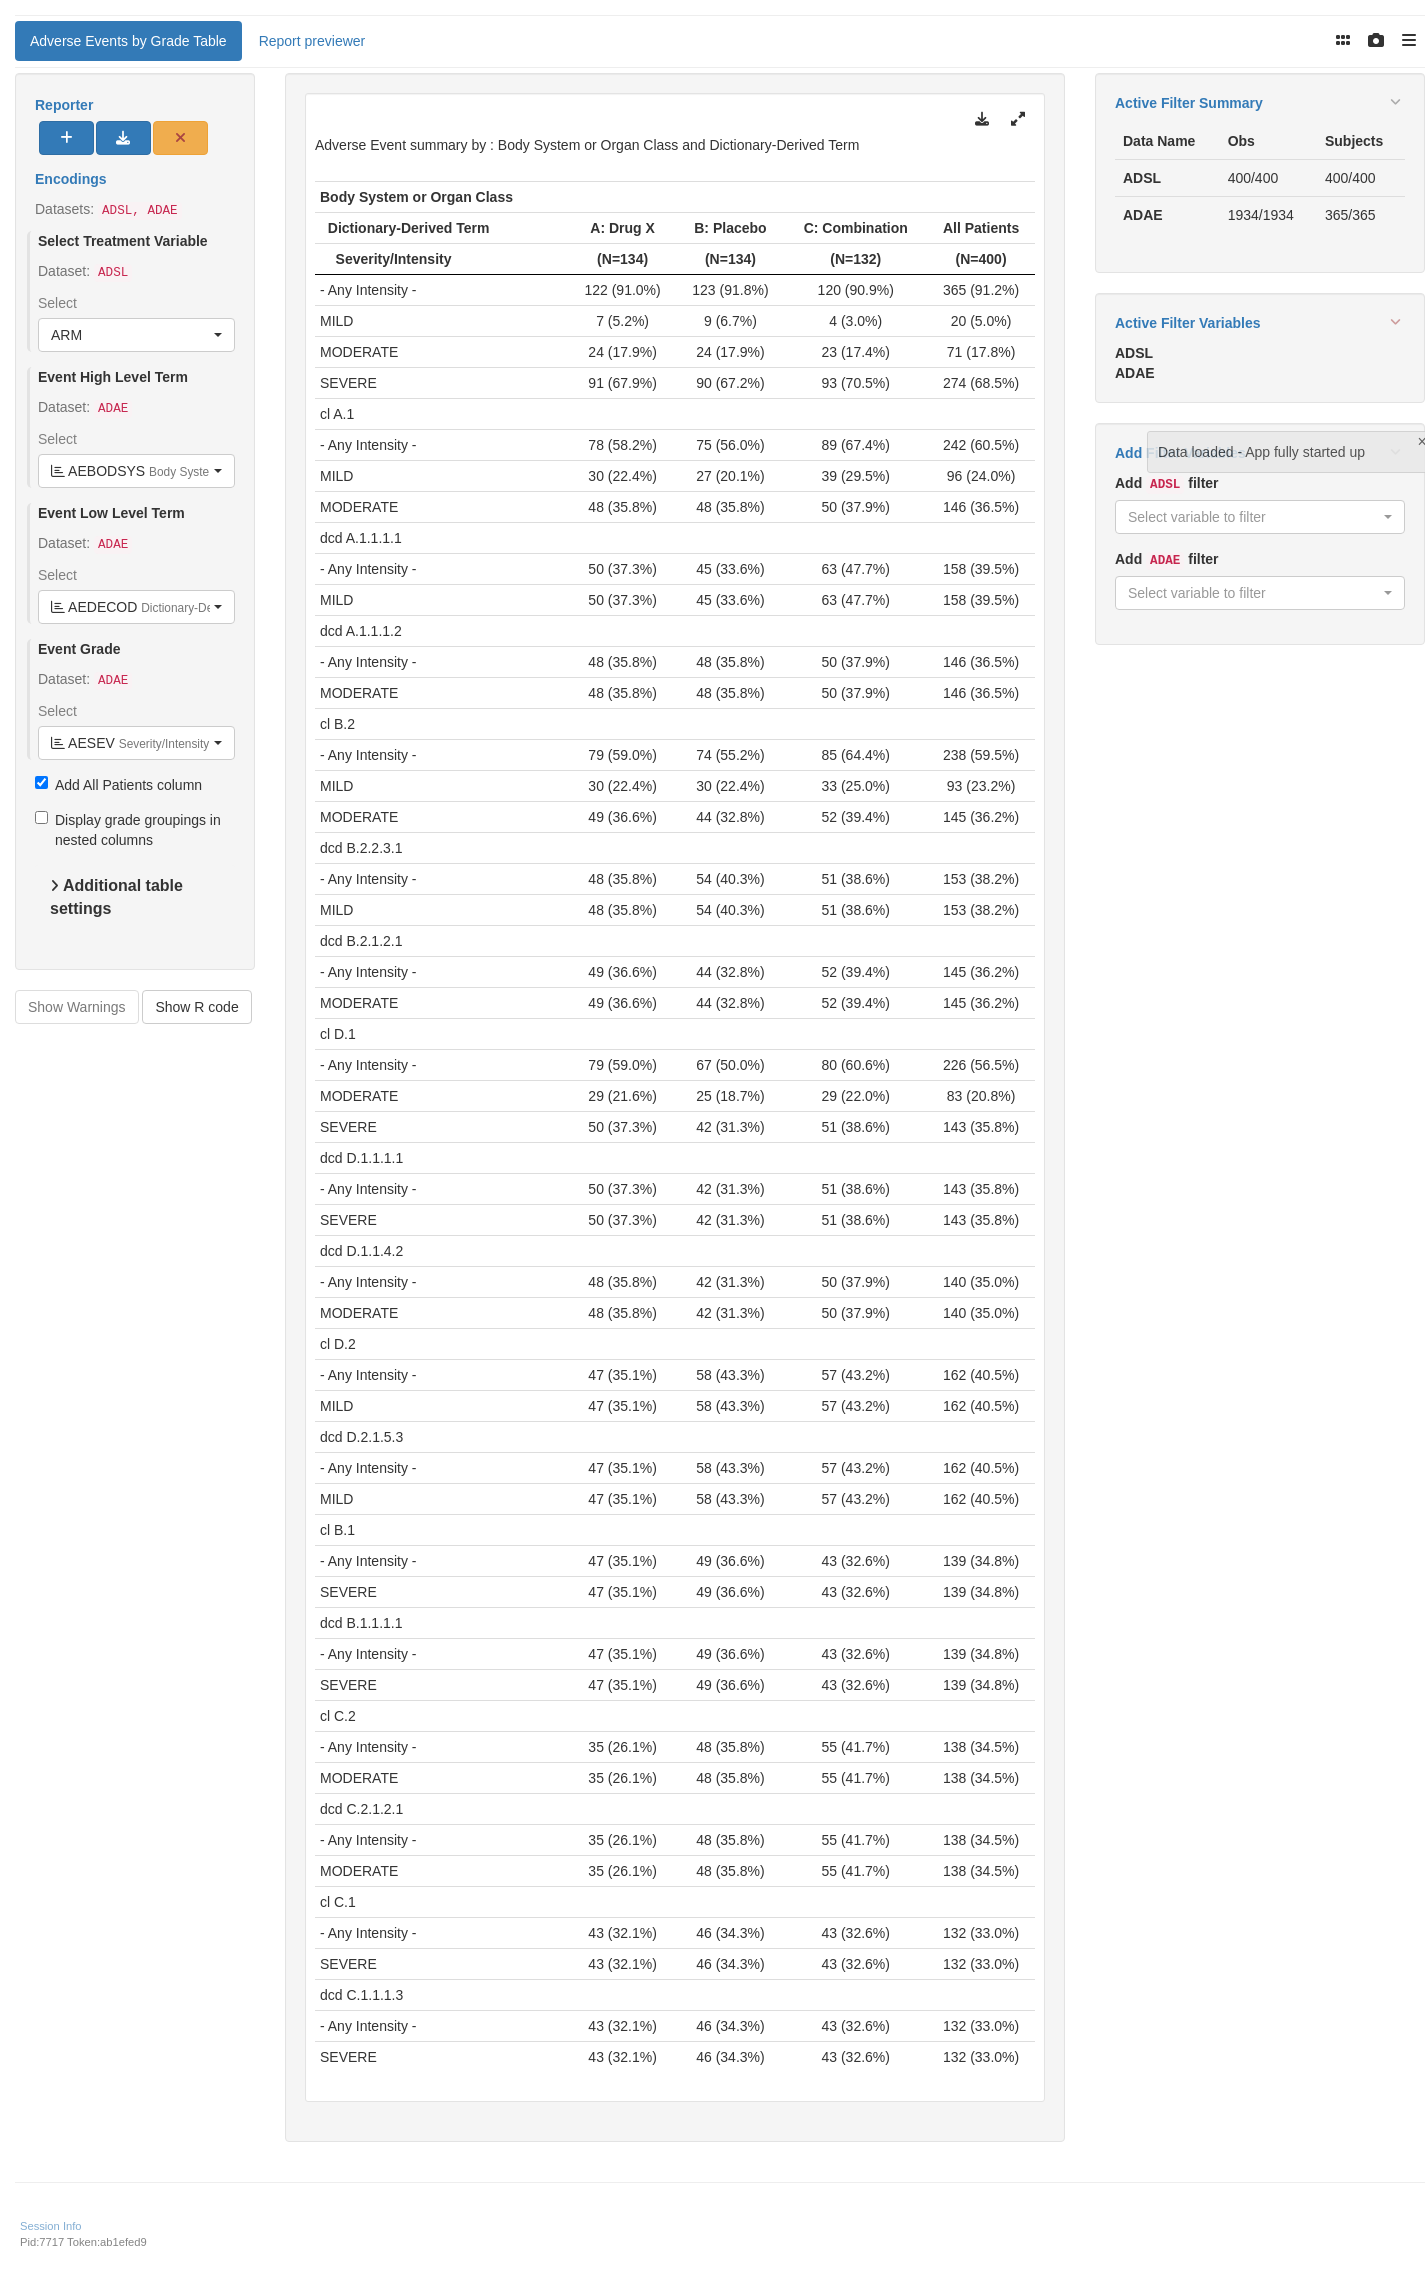 Adverse Events by Grade Table
Report previewer
Reporter
Encodings
Datasets: ADSL, ADAE
Select Treatment Variable
Dataset: ADSL
Select
ARM
Event High Level Term
Dataset: ADAE
Select
AEBODSYS Body Syste
Event Low Level Term
Dataset: ADAE
Select
AEDECOD Dictionary-De
Event Grade
Dataset: ADAE
Select
AESEV Severity/Intensity
Add All Patients column
Display grade groupings in
nested columns
Additional table
settings
Show Warnings
Show R code
Adverse Event summary by : Body System or Organ Class and Dictionary-Derived Term
Body System or Organ Class
Dictionary-Derived Term A: Drug X B: Placebo C: Combination All Patients
Severity/Intensity (N=134) (N=134) (N=132) (N=400)
- Any Intensity - 122 (91.0%) 123 (91.8%) 120 (90.9%) 365 (91.2%)
MILD 7 (5.2%) 9 (6.7%) 4 (3.0%) 20 (5.0%)
MODERATE 24 (17.9%) 24 (17.9%) 23 (17.4%) 71 (17.8%)
SEVERE 91 (67.9%) 90 (67.2%) 93 (70.5%) 274 (68.5%)
cl A.1
- Any Intensity - 78 (58.2%) 75 (56.0%) 89 (67.4%) 242 (60.5%)
MILD 30 (22.4%) 27 (20.1%) 39 (29.5%) 96 (24.0%)
MODERATE 48 (35.8%) 48 (35.8%) 50 (37.9%) 146 (36.5%)
dcd A.1.1.1.1
- Any Intensity - 50 (37.3%) 45 (33.6%) 63 (47.7%) 158 (39.5%)
MILD 50 (37.3%) 45 (33.6%) 63 (47.7%) 158 (39.5%)
dcd A.1.1.1.2
- Any Intensity - 48 (35.8%) 48 (35.8%) 50 (37.9%) 146 (36.5%)
MODERATE 48 (35.8%) 48 (35.8%) 50 (37.9%) 146 (36.5%)
cl B.2
- Any Intensity - 79 (59.0%) 74 (55.2%) 85 (64.4%) 238 (59.5%)
MILD 30 (22.4%) 30 (22.4%) 33 (25.0%) 93 (23.2%)
MODERATE 49 (36.6%) 44 (32.8%) 52 (39.4%) 145 (36.2%)
dcd B.2.2.3.1
- Any Intensity - 48 (35.8%) 54 (40.3%) 51 (38.6%) 153 (38.2%)
MILD 48 (35.8%) 54 (40.3%) 51 (38.6%) 153 (38.2%)
dcd B.2.1.2.1
- Any Intensity - 49 (36.6%) 44 (32.8%) 52 (39.4%) 145 (36.2%)
MODERATE 49 (36.6%) 44 (32.8%) 52 (39.4%) 145 (36.2%)
cl D.1
- Any Intensity - 79 (59.0%) 67 (50.0%) 80 (60.6%) 226 (56.5%)
MODERATE 29 (21.6%) 25 (18.7%) 29 (22.0%) 83 (20.8%)
SEVERE 50 (37.3%) 42 (31.3%) 51 (38.6%) 143 (35.8%)
dcd D.1.1.1.1
- Any Intensity - 50 (37.3%) 42 (31.3%) 51 (38.6%) 143 (35.8%)
SEVERE 50 (37.3%) 42 (31.3%) 51 (38.6%) 143 (35.8%)
dcd D.1.1.4.2
- Any Intensity - 48 (35.8%) 42 (31.3%) 50 (37.9%) 140 (35.0%)
MODERATE 48 (35.8%) 42 (31.3%) 50 (37.9%) 140 (35.0%)
cl D.2
- Any Intensity - 47 (35.1%) 58 (43.3%) 57 (43.2%) 162 (40.5%)
MILD 47 (35.1%) 58 (43.3%) 57 (43.2%) 162 (40.5%)
dcd D.2.1.5.3
- Any Intensity - 47 (35.1%) 58 (43.3%) 57 (43.2%) 162 (40.5%)
MILD 47 (35.1%) 58 (43.3%) 57 (43.2%) 162 (40.5%)
cl B.1
- Any Intensity - 47 (35.1%) 49 (36.6%) 43 (32.6%) 139 (34.8%)
SEVERE 47 (35.1%) 49 (36.6%) 43 (32.6%) 139 (34.8%)
dcd B.1.1.1.1
- Any Intensity - 47 (35.1%) 49 (36.6%) 43 (32.6%) 139 (34.8%)
SEVERE 47 (35.1%) 49 (36.6%) 43 (32.6%) 139 (34.8%)
cl C.2
- Any Intensity - 35 (26.1%) 48 (35.8%) 55 (41.7%) 138 (34.5%)
MODERATE 35 (26.1%) 48 (35.8%) 55 (41.7%) 138 (34.5%)
dcd C.2.1.2.1
- Any Intensity - 35 (26.1%) 48 (35.8%) 55 (41.7%) 138 (34.5%)
MODERATE 35 (26.1%) 48 (35.8%) 55 (41.7%) 138 (34.5%)
cl C.1
- Any Intensity - 43 (32.1%) 46 (34.3%) 43 (32.6%) 132 (33.0%)
SEVERE 43 (32.1%) 46 (34.3%) 43 (32.6%) 132 (33.0%)
dcd C.1.1.1.3
- Any Intensity - 43 (32.1%) 46 (34.3%) 43 (32.6%) 132 (33.0%)
SEVERE 43 (32.1%) 46 (34.3%) 43 (32.6%) 132 (33.0%)
Active Filter Summary
Data Name Obs Subjects
ADSL 400/400 400/400
ADAE 1934/1934 365/365
Active Filter Variables
ADSL
ADAE
Add
Data loaded - App fully started up
×
Add ADSL filter
Select variable to filter
Add ADAE filter
Select variable to filter
Session Info
Pid:7717 Token:ab1efed9